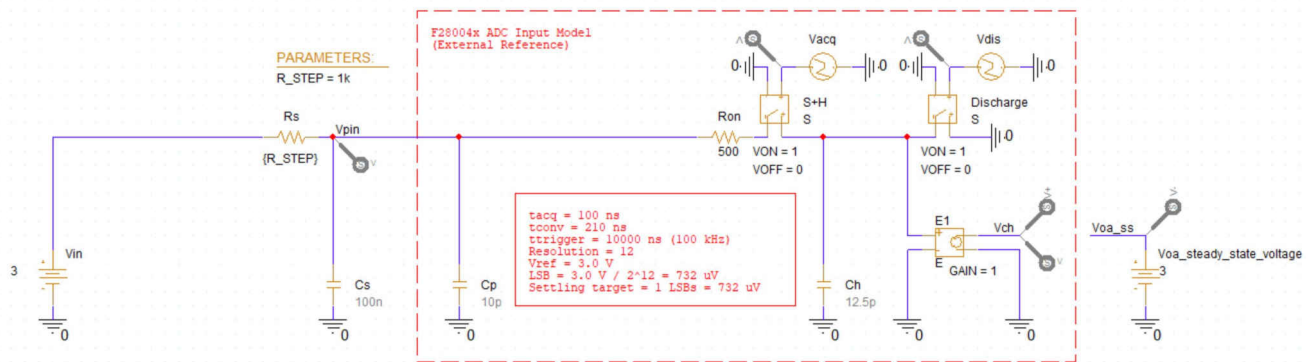 F28004x ADC Input Model
(External Reference)
Vacq
Vdis
0
0
0
0
PARAMETERS:
R_STEP = 1k
S+H
S
Discharge
S
Rs
Vpin
Ron
0
{R_STEP}
500
VON = 1
VOFF = 0
VON = 1
VOFF = 0
tacq = 100 ns
tconv = 210 ns
ttrigger = 10000 ns (100 kHz)
Resolution = 12
Vref = 3.0 V
LSB = 3.0 V / 2^12 = 732 uV
Settling target = 1 LSBs = 732 uV
E1
Vch
V+
V-
Voa_ss
Vin
3
E
GAIN = 1
V
Voa_steady_state_voltage
3
Cs
100n
Cp
10p
Ch
12.5p
0
0
0
0
0
0
0